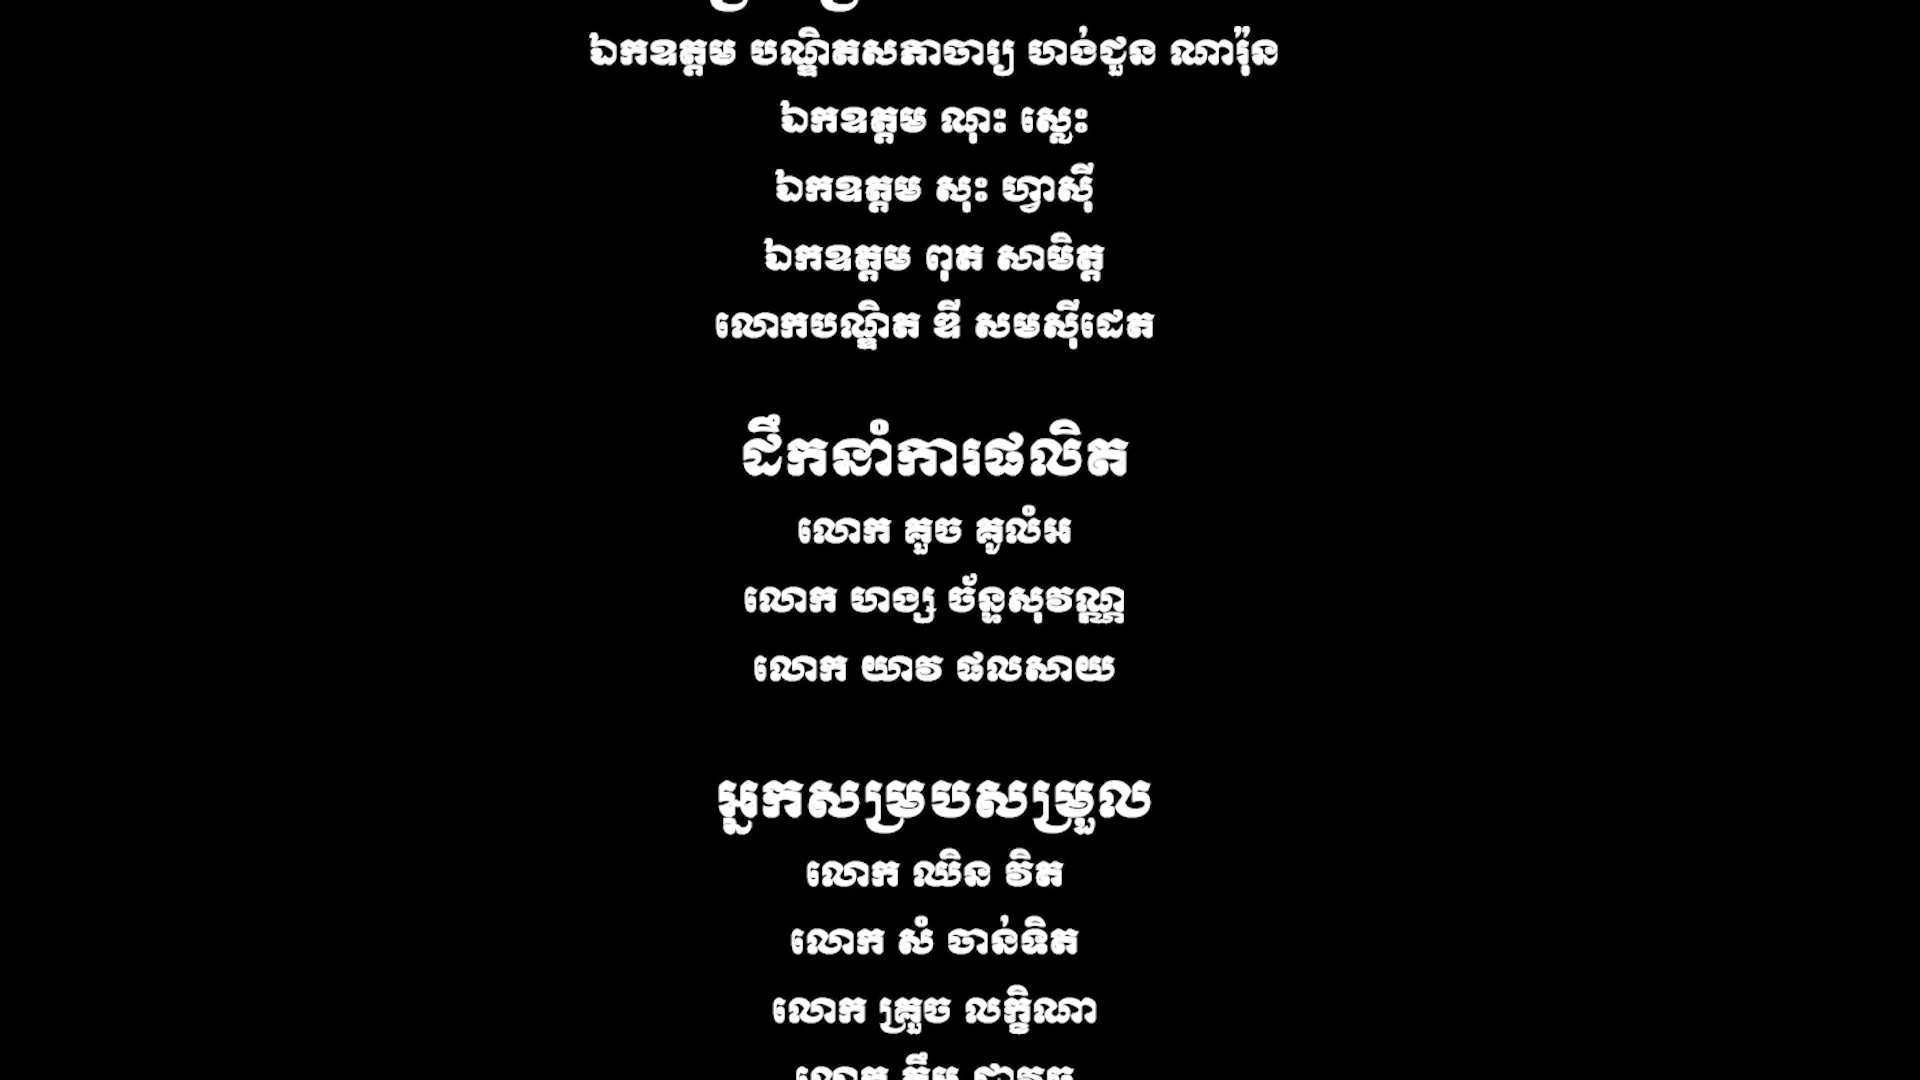 ឯកឧត្តម បណ្ឌិតសភាចារ្យ ហង់ជួន ណារ៉ុន
ឯកឧត្តម ណុះ ស្លេះ
ឯកឧត្តម សុះ ហ្វាស៊ី
ឯកឧត្តម ពុត សាមិត្ត
លោកបណ្ឌិត ឌី សមស៊ីដេត
ដឹកនាំការផលិត
លោក គួច គូលំអ
លោក ហង្ស ច័ន្ទសុវណ្ណ
លោក យាវ ផលសាយ
អ្នកសម្របសម្រួល
លោក ឈិន វិត
លោក សំ ចាន់ទិត
លោក គ្រួច លក្ខិណា
លោក